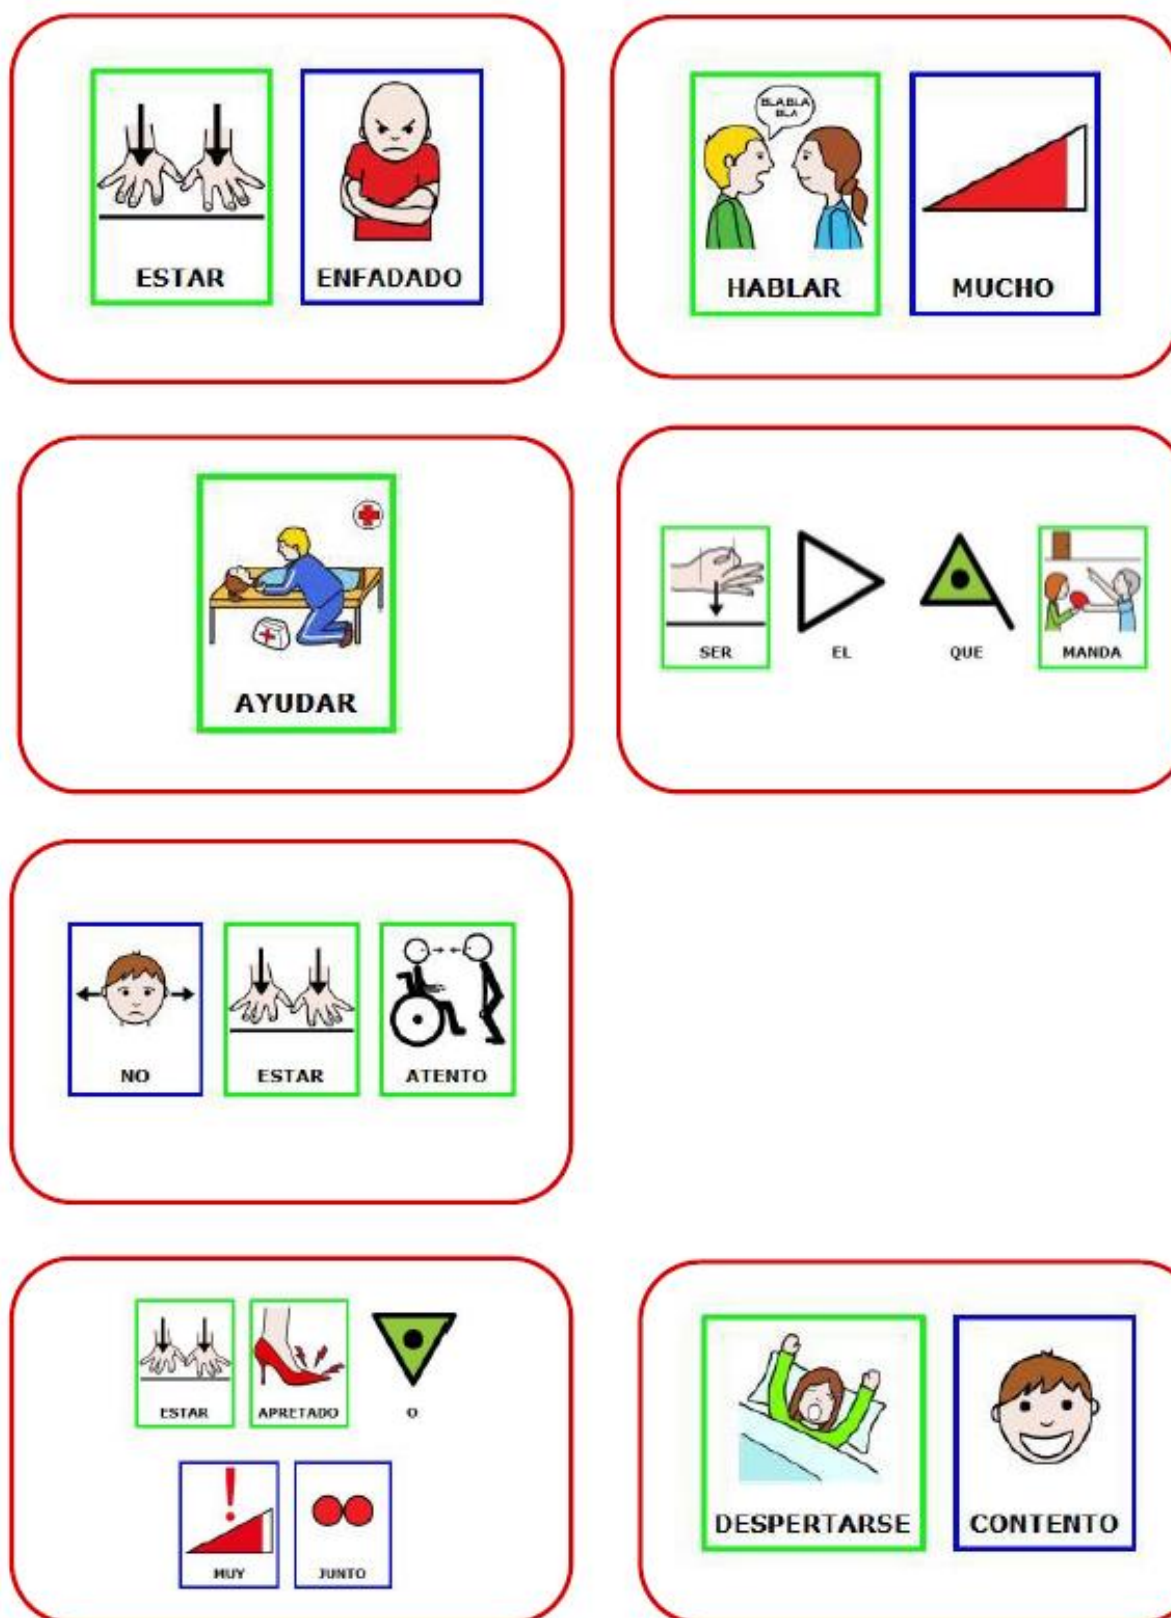 ESTAR ENFADADO
BLA BLA
BLA
HABLAR MUCHO
AYUDAR
SER EL QUE MANDA
NO ESTAR ATENTO
ESTAR APRETADO O
MUY JUNTO
DESPERTARSE CONTENTO